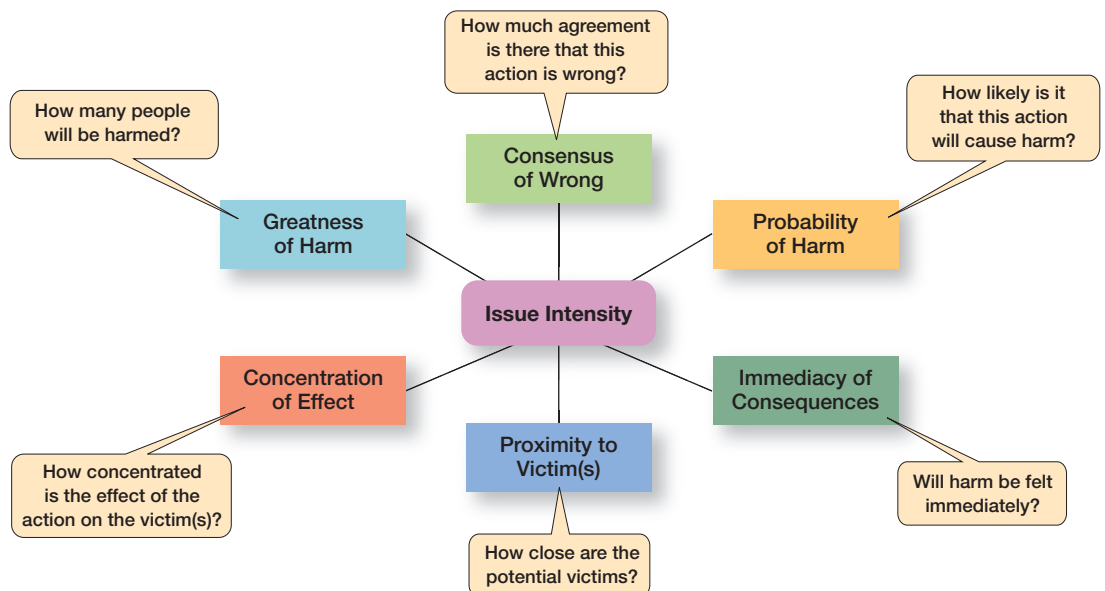 How much agreement
is there that this
action is wrong?
How many people
will be harmed?
How likely is it
that this action
will cause harm?
Consensus
of Wrong
Greatness
of Harm
Probability
of Harm
Issue Intensity
Concentration
of Effect
Immediacy of
Consequences
Proximity to
Victim(s)
How concentrated
is the effect of the
action on the victim(s)?
Will harm be felt
immediately?
How close are the
potential victims?